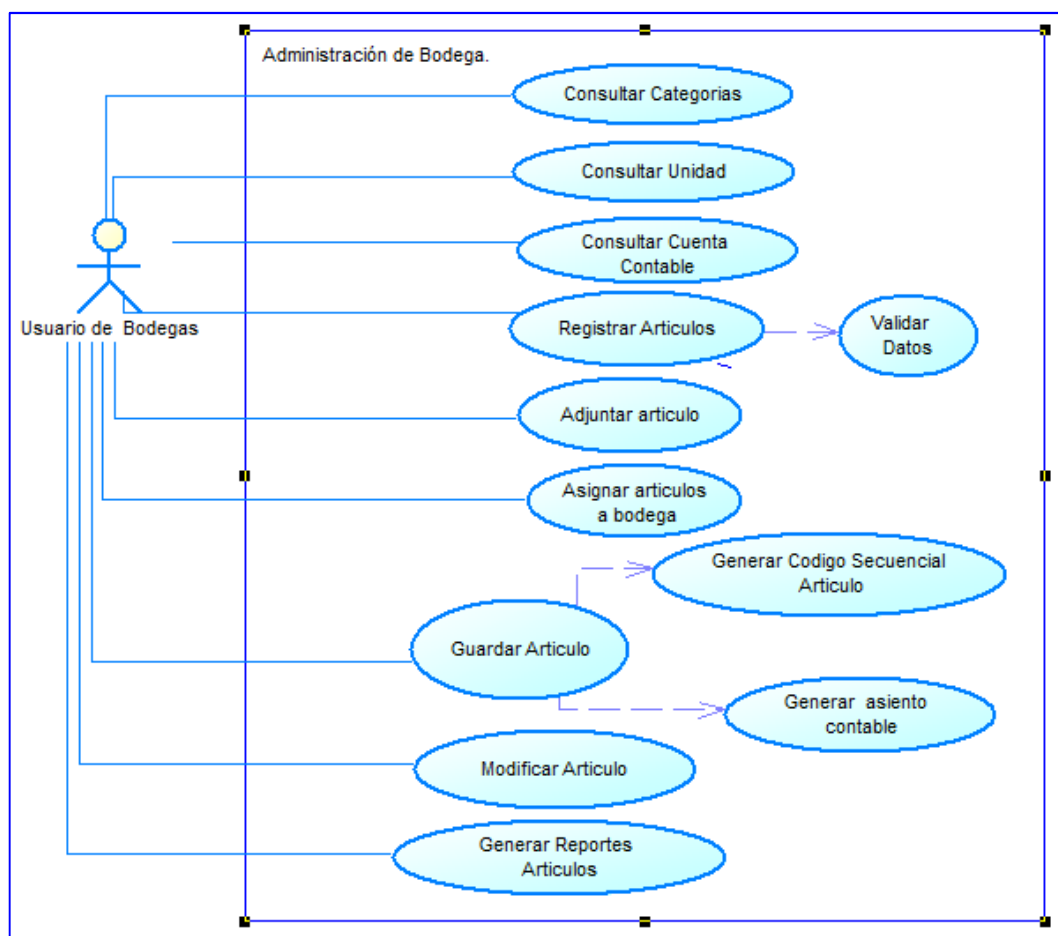 Administración de Bodega.
Consultar Categorias
Consultar Unidad
Consultar Cuenta
Contable
Usuario de Bodegas
Registrar Articulos
Validar
Datos
Adjuntar articulo
Asignar articulos
a bodega
Generar Codigo Secuencial
Articulo
Guardar Articulo
Generar asiento
contable
Modificar Articulo
Generar Reportes
Articulos